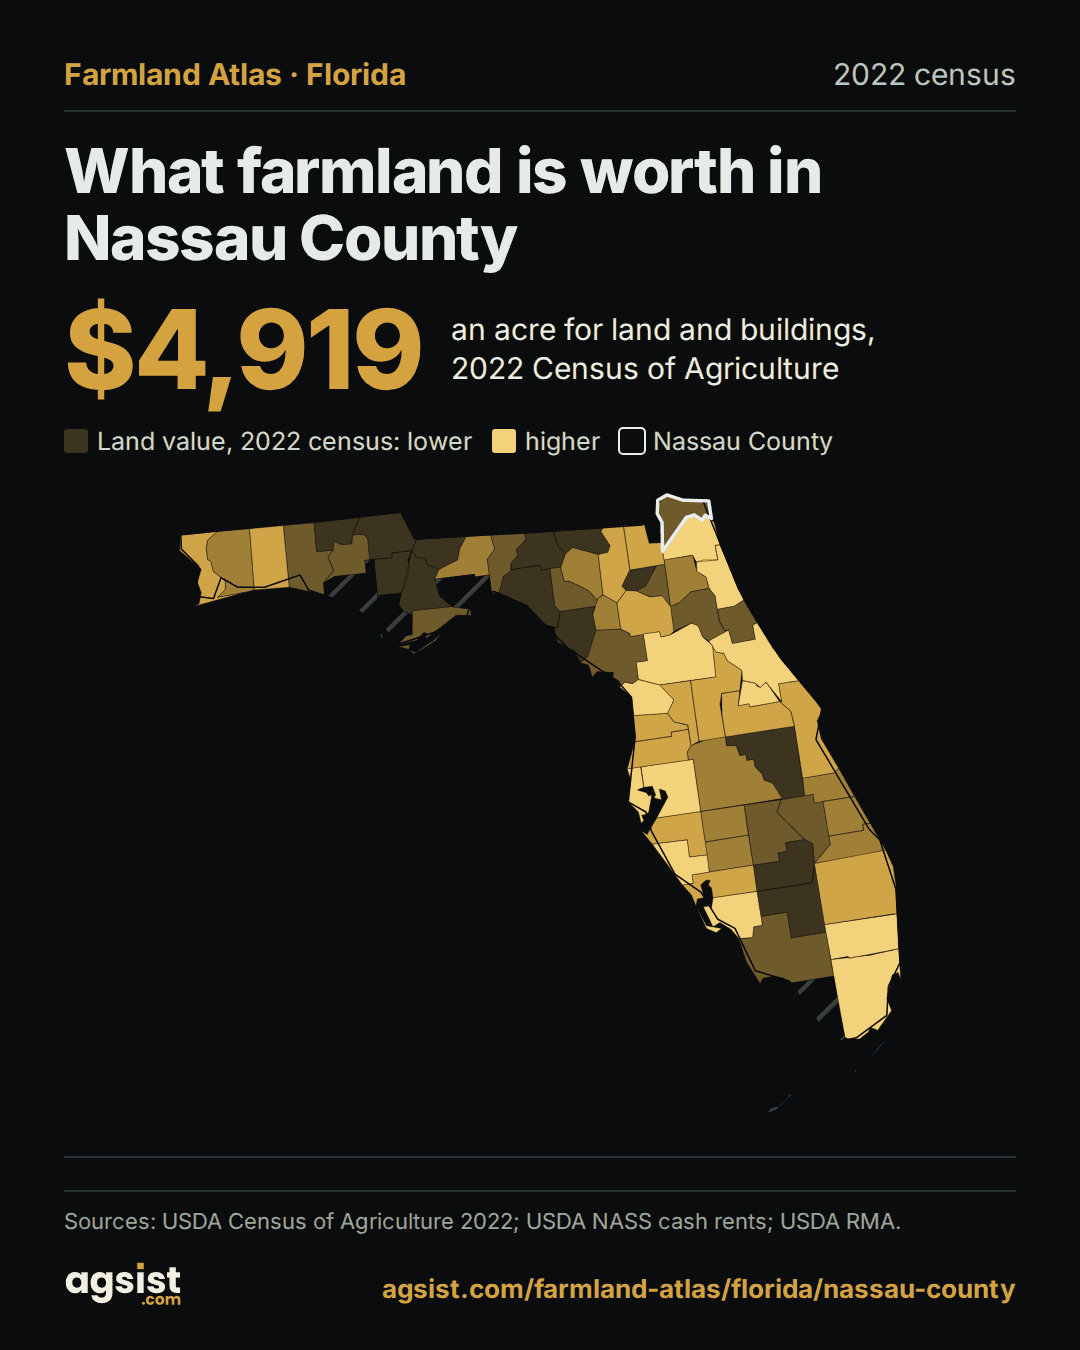 Farmland Atlas · Florida
2022 census
What farmland is worth in
Nassau County
$4,919
an acre for land and buildings,
2022 Census of Agriculture
Land value, 2022 census: lower
higher
Nassau County
Sources: USDA Census of Agriculture 2022; USDA NASS cash rents; USDA RMA.
agsist
.com
agsist.com/farmland-atlas/florida/nassau-county